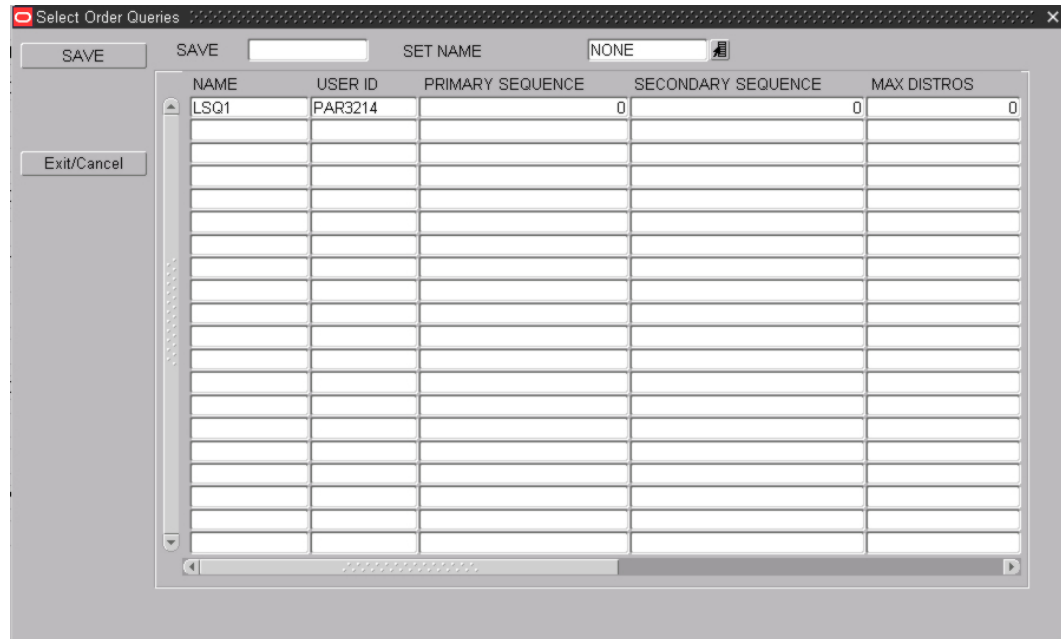 Select Order Queries
SAVE
SAVE
SET NAME NONE
NAME USER ID PRIMARY SEQUENCE SECONDARY SEQUENCE MAX DISTROS
LSQ1 PAR3214 0 0 0
Exit/Cancel